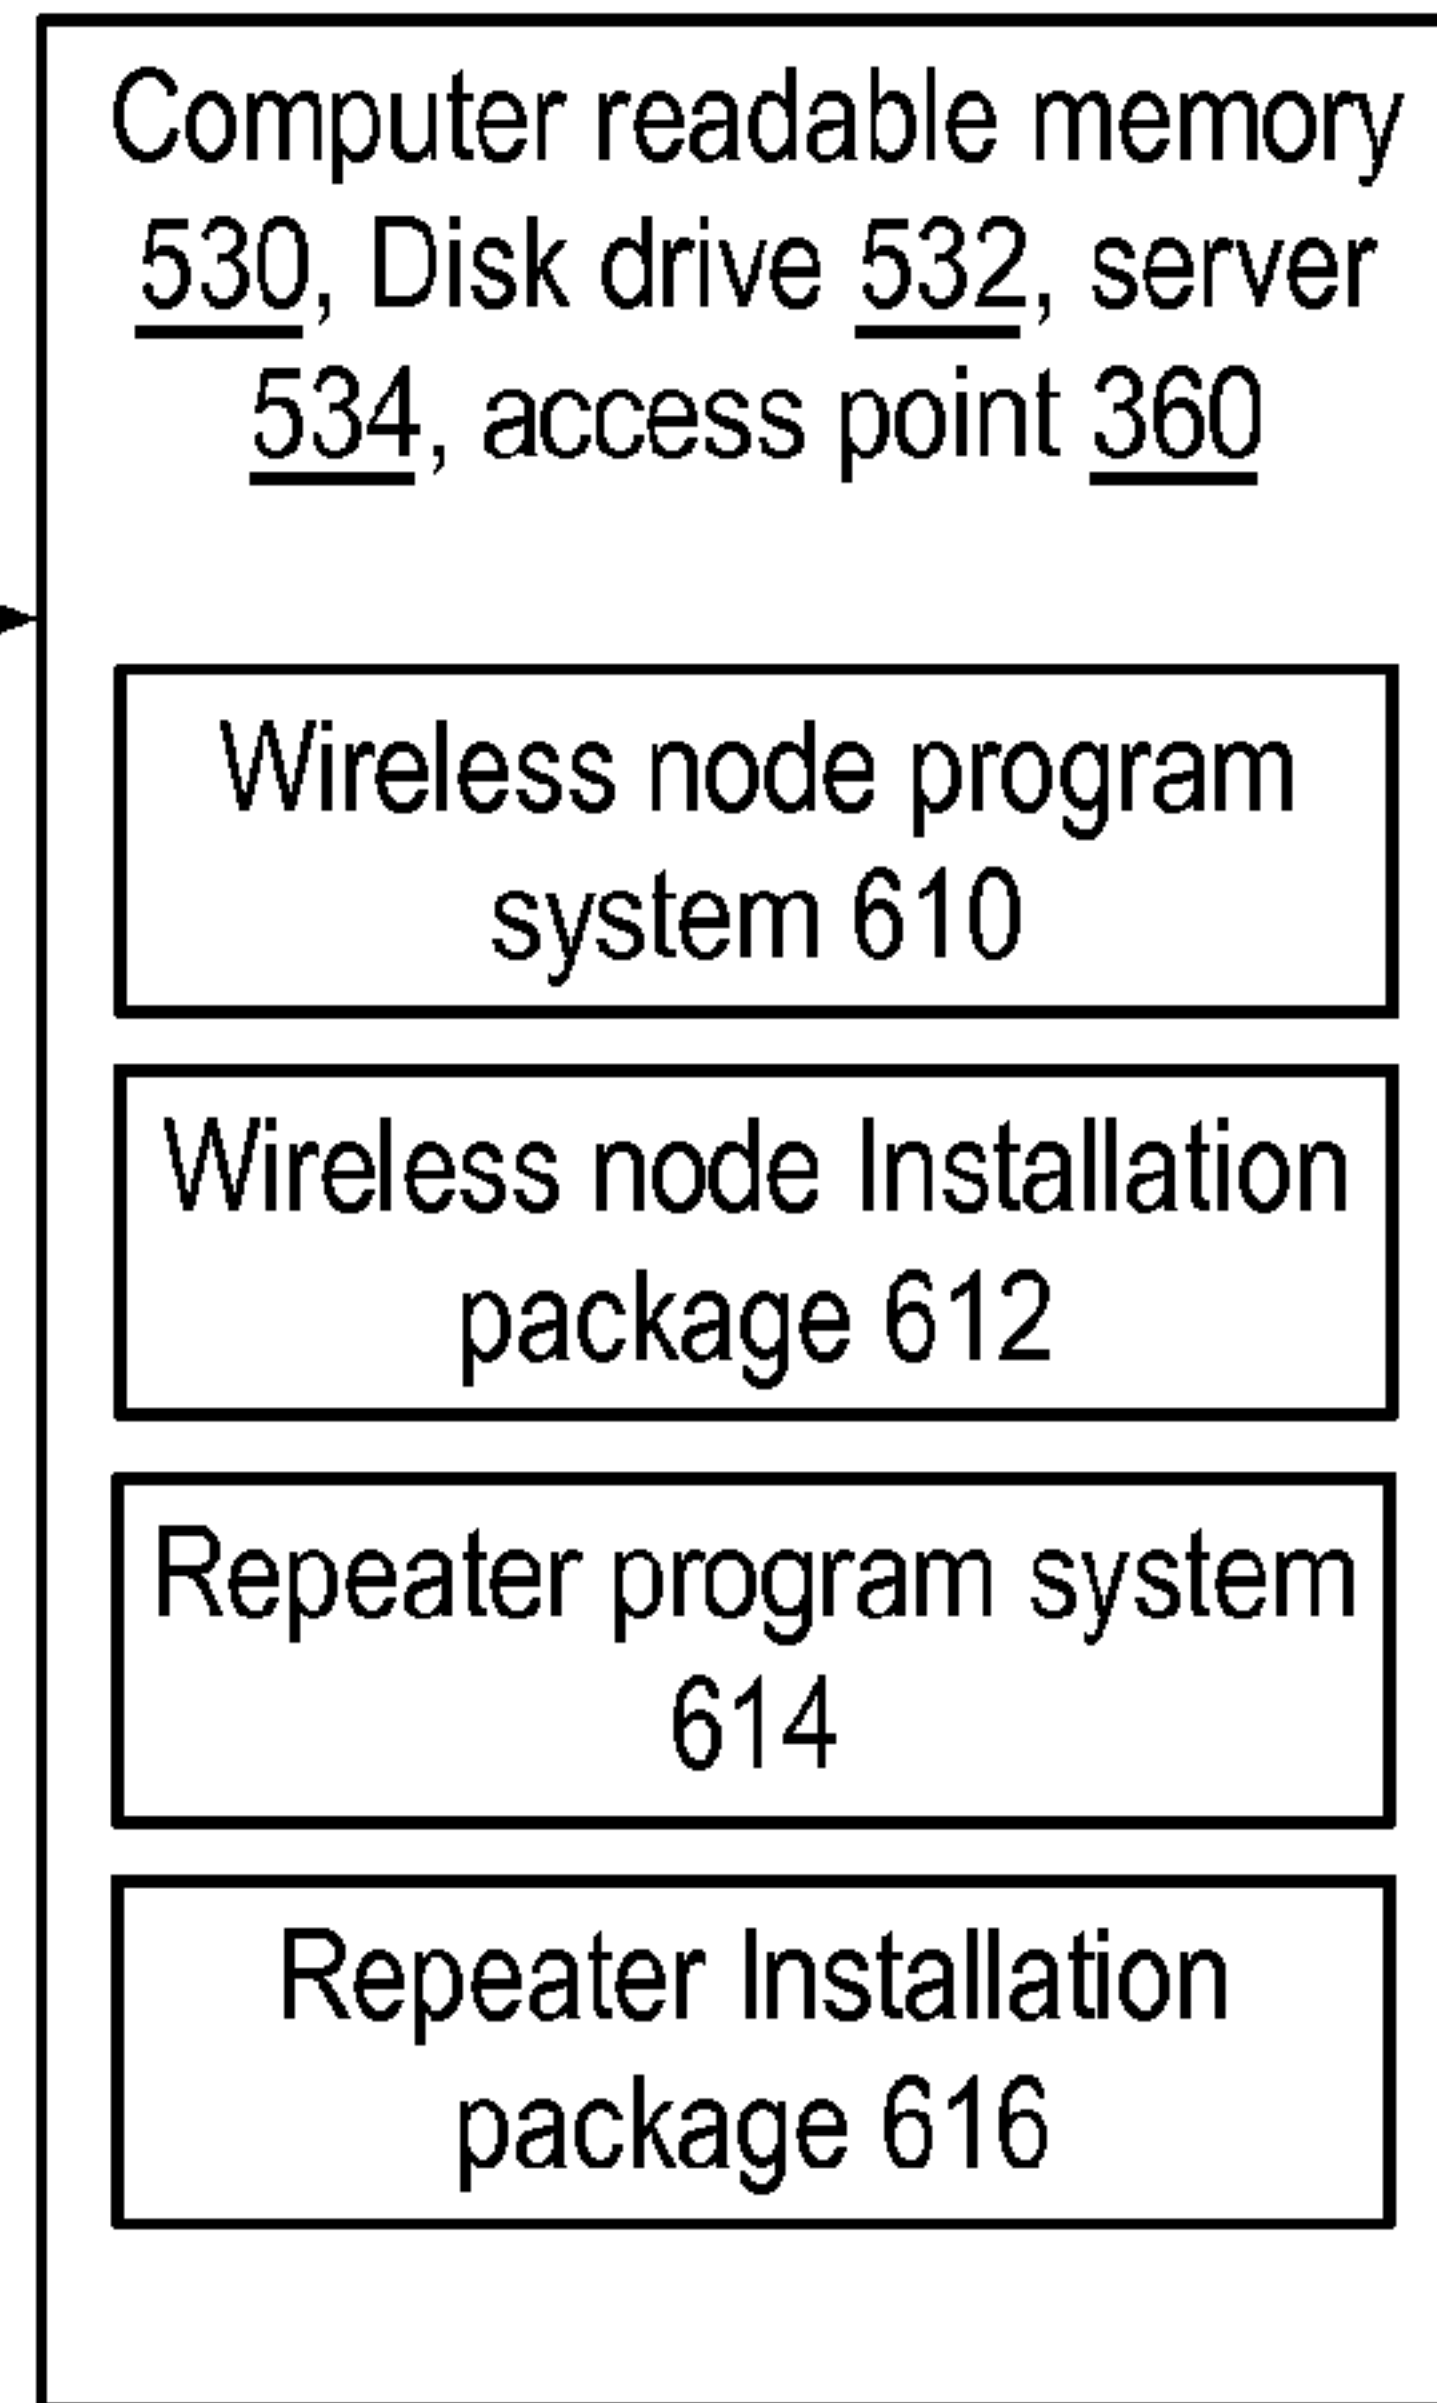 Computer readable memory
530, Disk drive 532, server
534, access point 360
Wireless node program
system 610
Wireless node Installation
package 612
Repeater program system
614
Repeater Installation
package 616